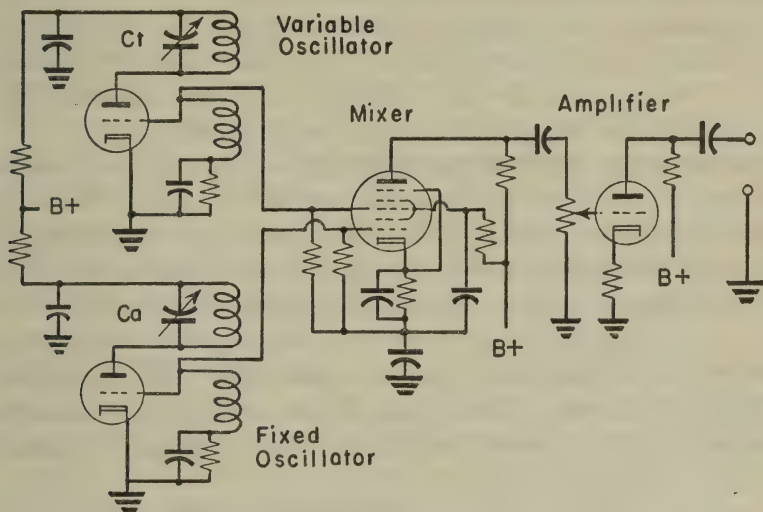 Ct
Variable
Oscillator
Mixer
Amplifier
B+
B+
Ca
B+
Fixed
Oscillator